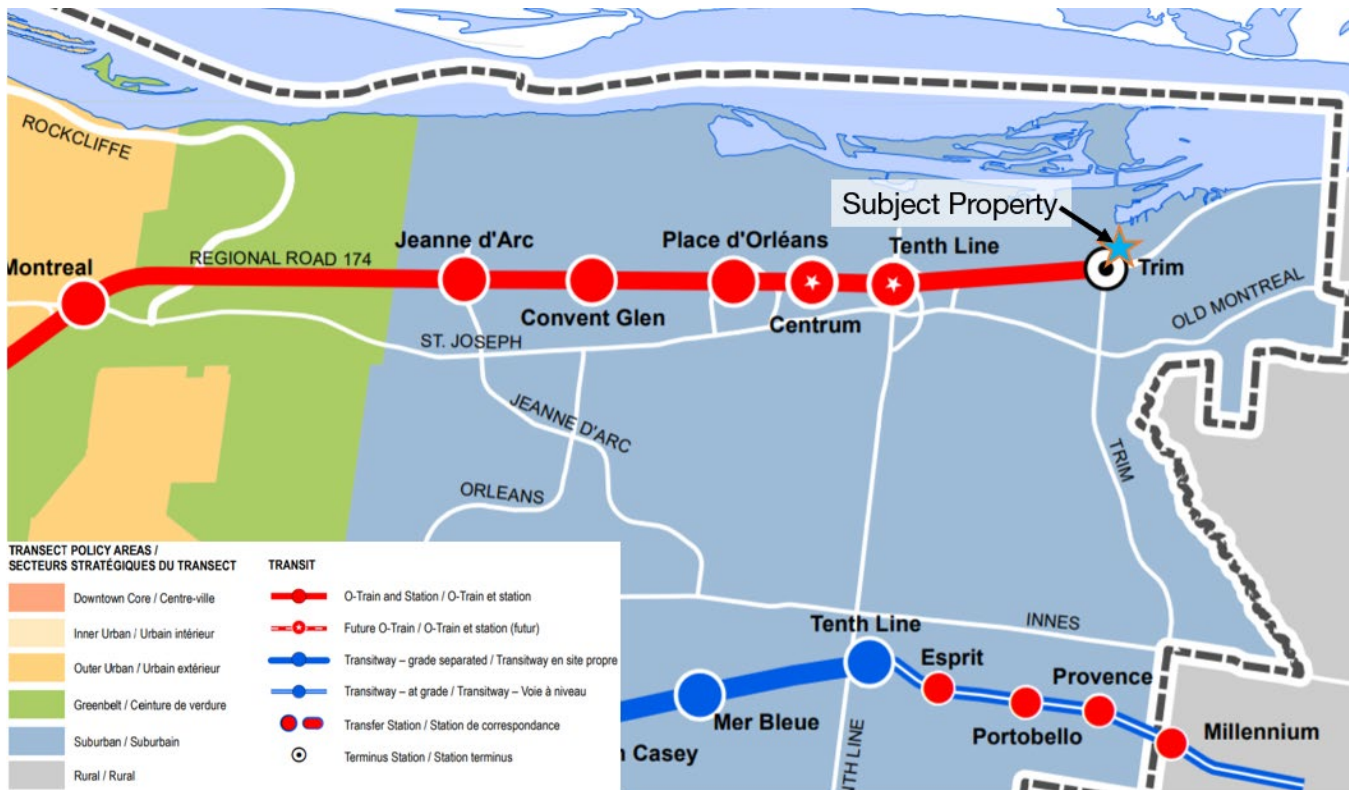 ROCKCLIFFE
Subject Property
Jeanne d'Arc
Place d'Orléans
Tenth Line
Montreal
REGIONAL ROAD 174
Trim
Convent Glen
Centrum
OLD MONTREAL
ST. JOSEPH
JEANNE D'ARC
TRIM
ORLEANS
TRANSECT POLICY AREAS /
SECTEURS STRATÉGIQUES DU TRANSECT
Downtown Core / Centre-ville
Inner Urban / Urbain intérieur
Outer Urban / Urbain extérieur
Greenbelt / Ceinture de verdure
Suburban / Suburbain
Rural / Rural
TRANSIT
O-Train and Station / O-Train et station
Future O-Train / O-Train et station (futur)
Transitway – grade separated / Transitway en site propre
Transitway – at grade / Transitway – Voie à niveau
Transfer Station / Station de correspondance
Terminus Station / Station terminus
INNES
Tenth Line
Esprit
Provence
Mer Bleue
Portobello
Millennium
Casey
LINE